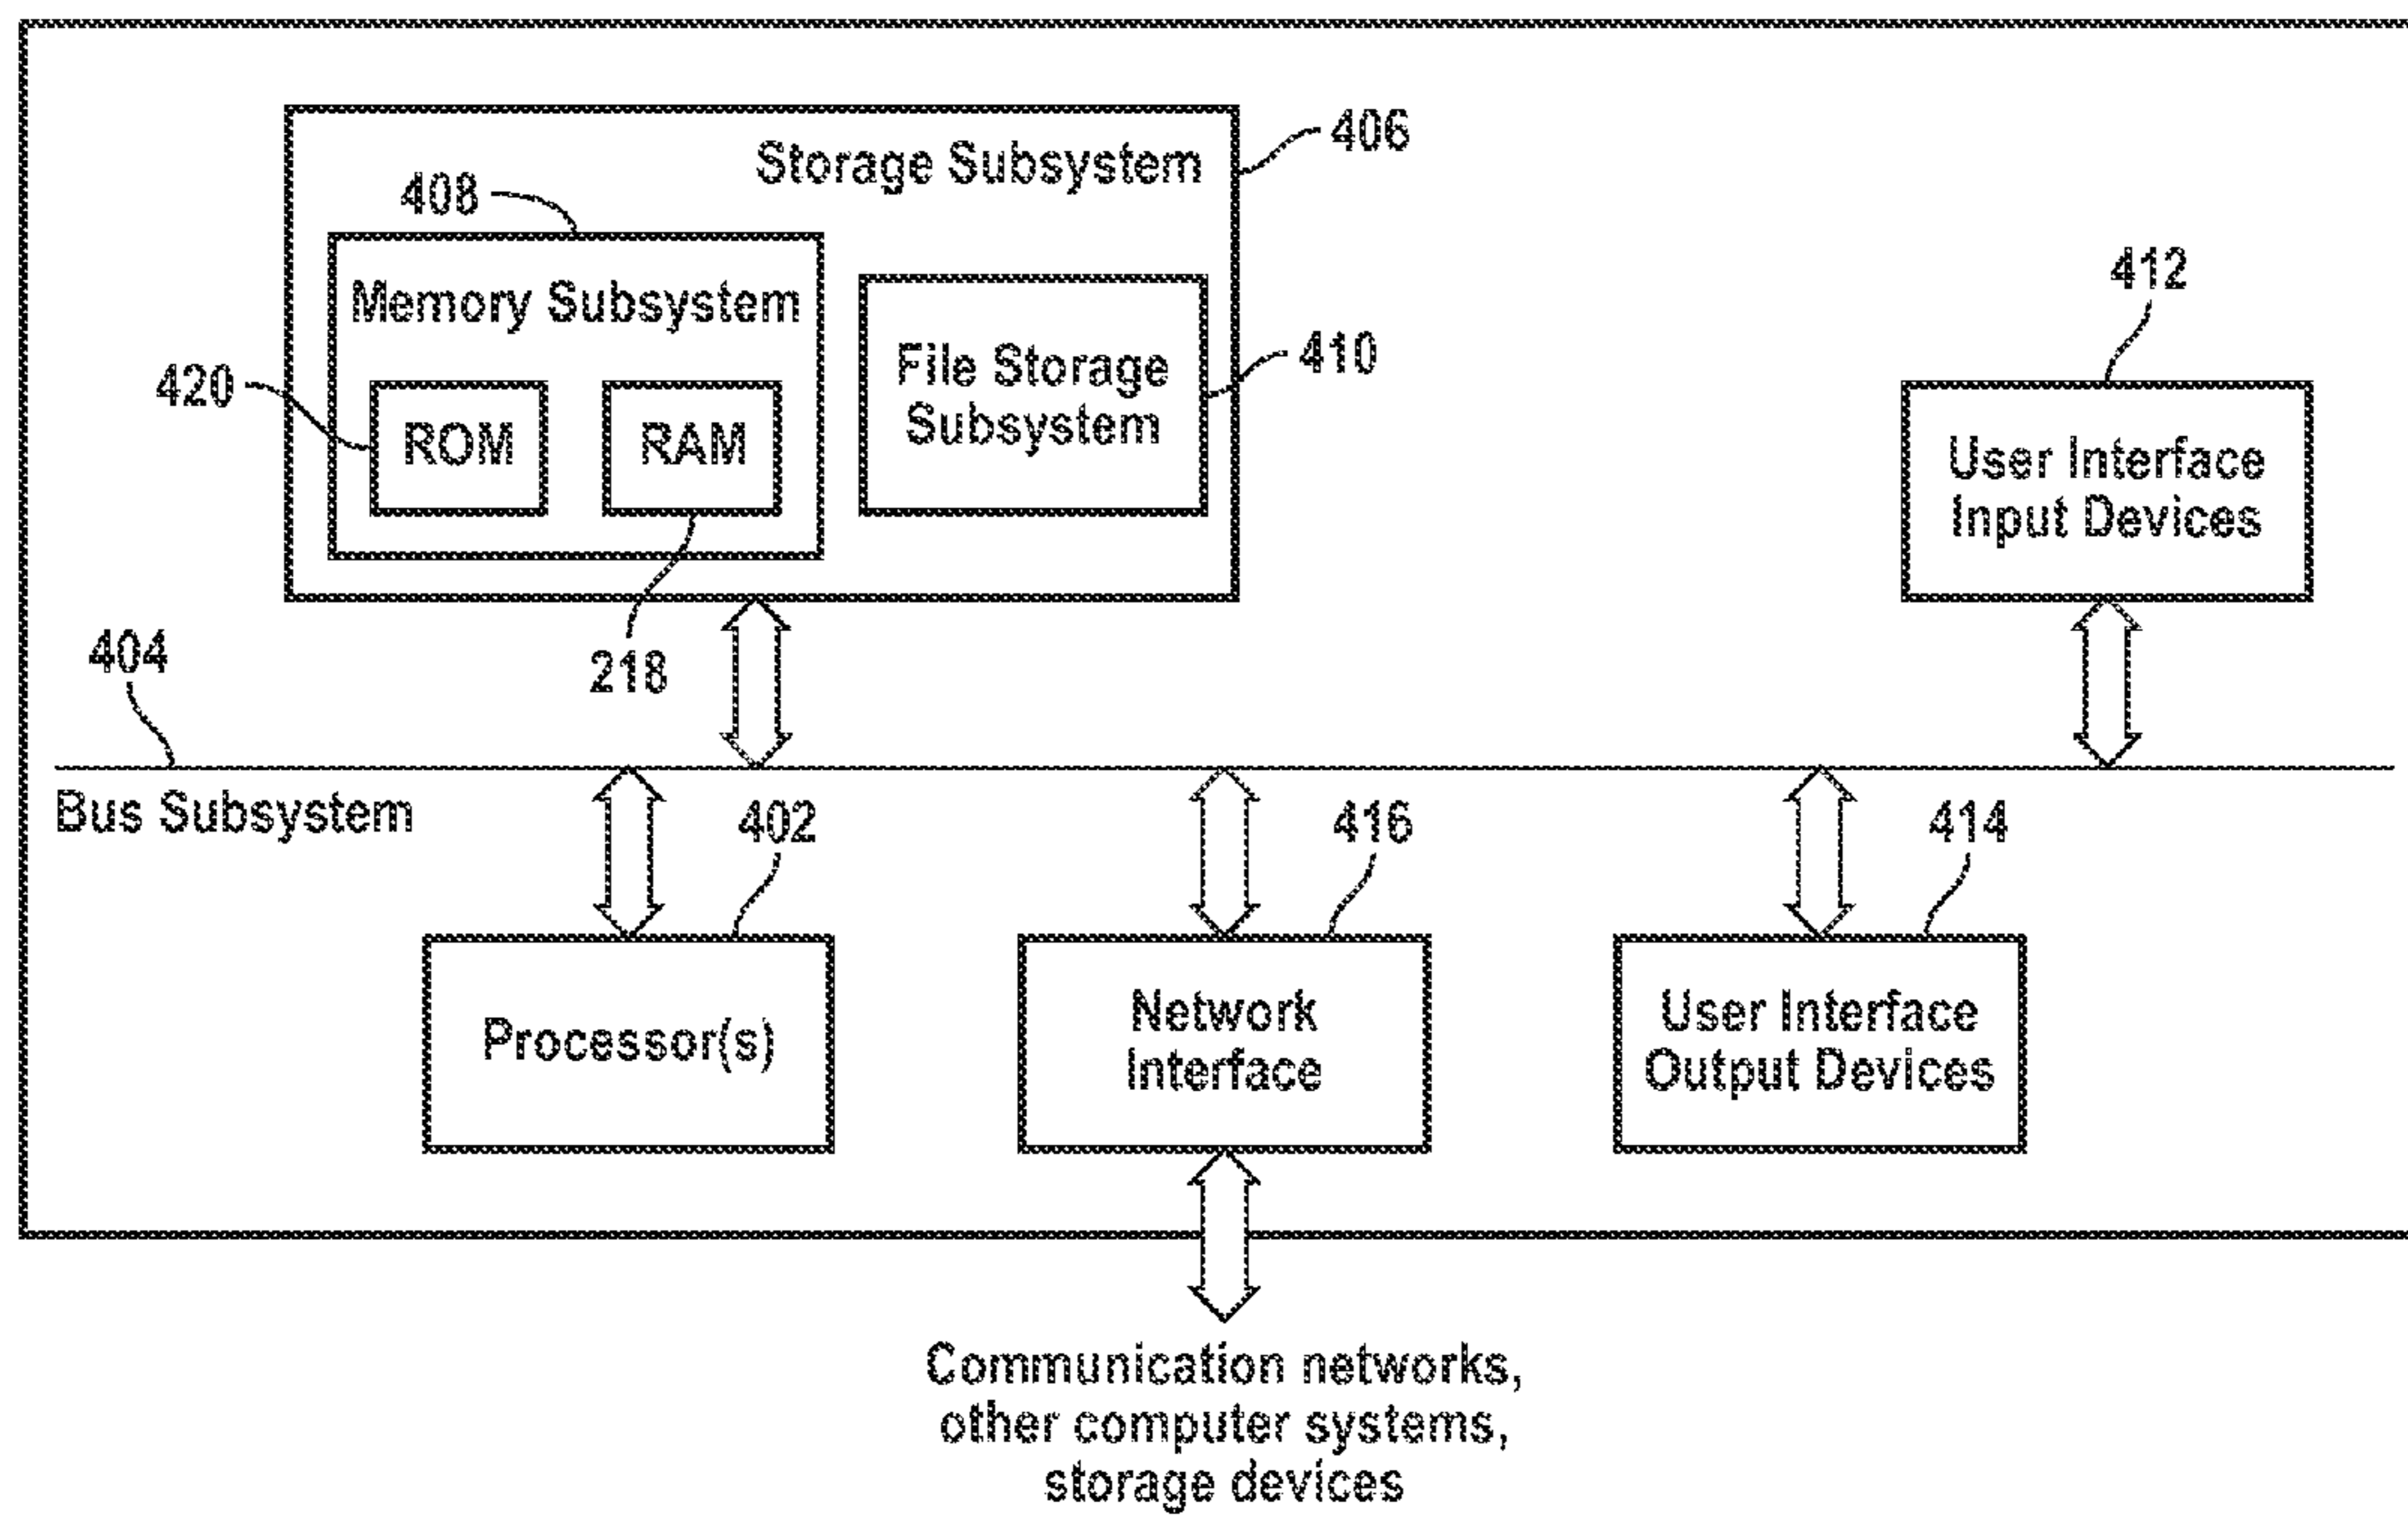 406
Storage Subsystem
408
Memory Subsystem
412
420
ROM
RAM
File Storage
Subsystem
410
User Interface
Input Devices
404
218
Bus Subsystem
402
416
414
Processor(s)
Network
Interface
User Interface
Output Devices
Communication networks,
other computer systems,
storage devices